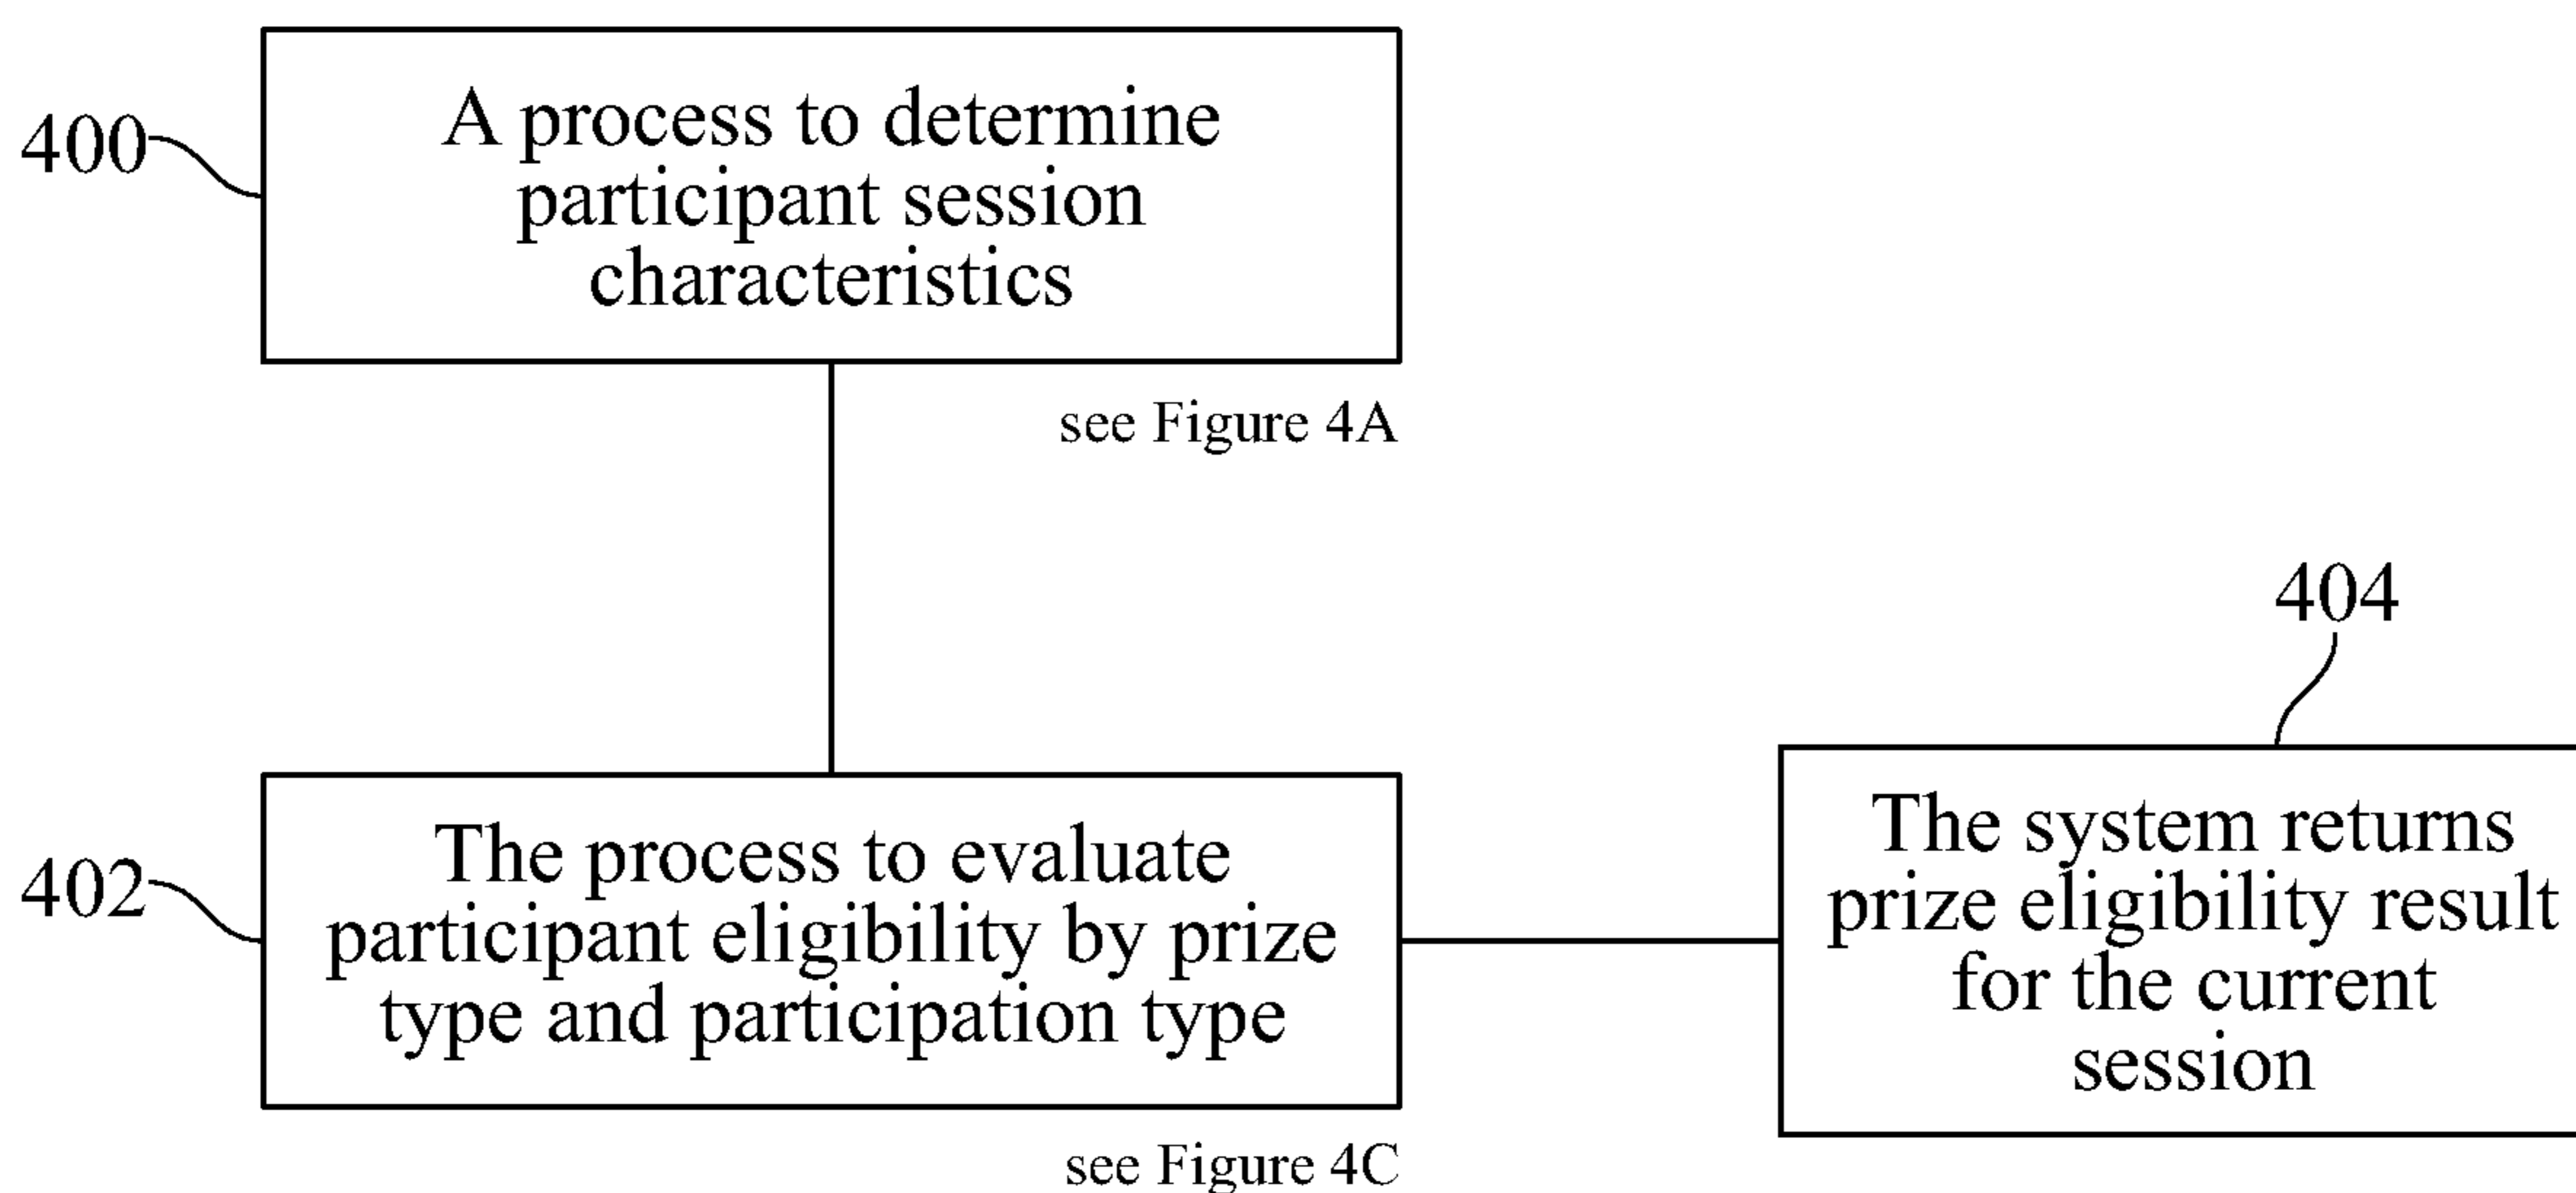 400
A process to determine
participant session
characteristics
see Figure 4A
402
The process to evaluate
participant eligibility by prize
type and participation type
see Figure 4C
404
The system returns
prize eligibility result
for the current
session